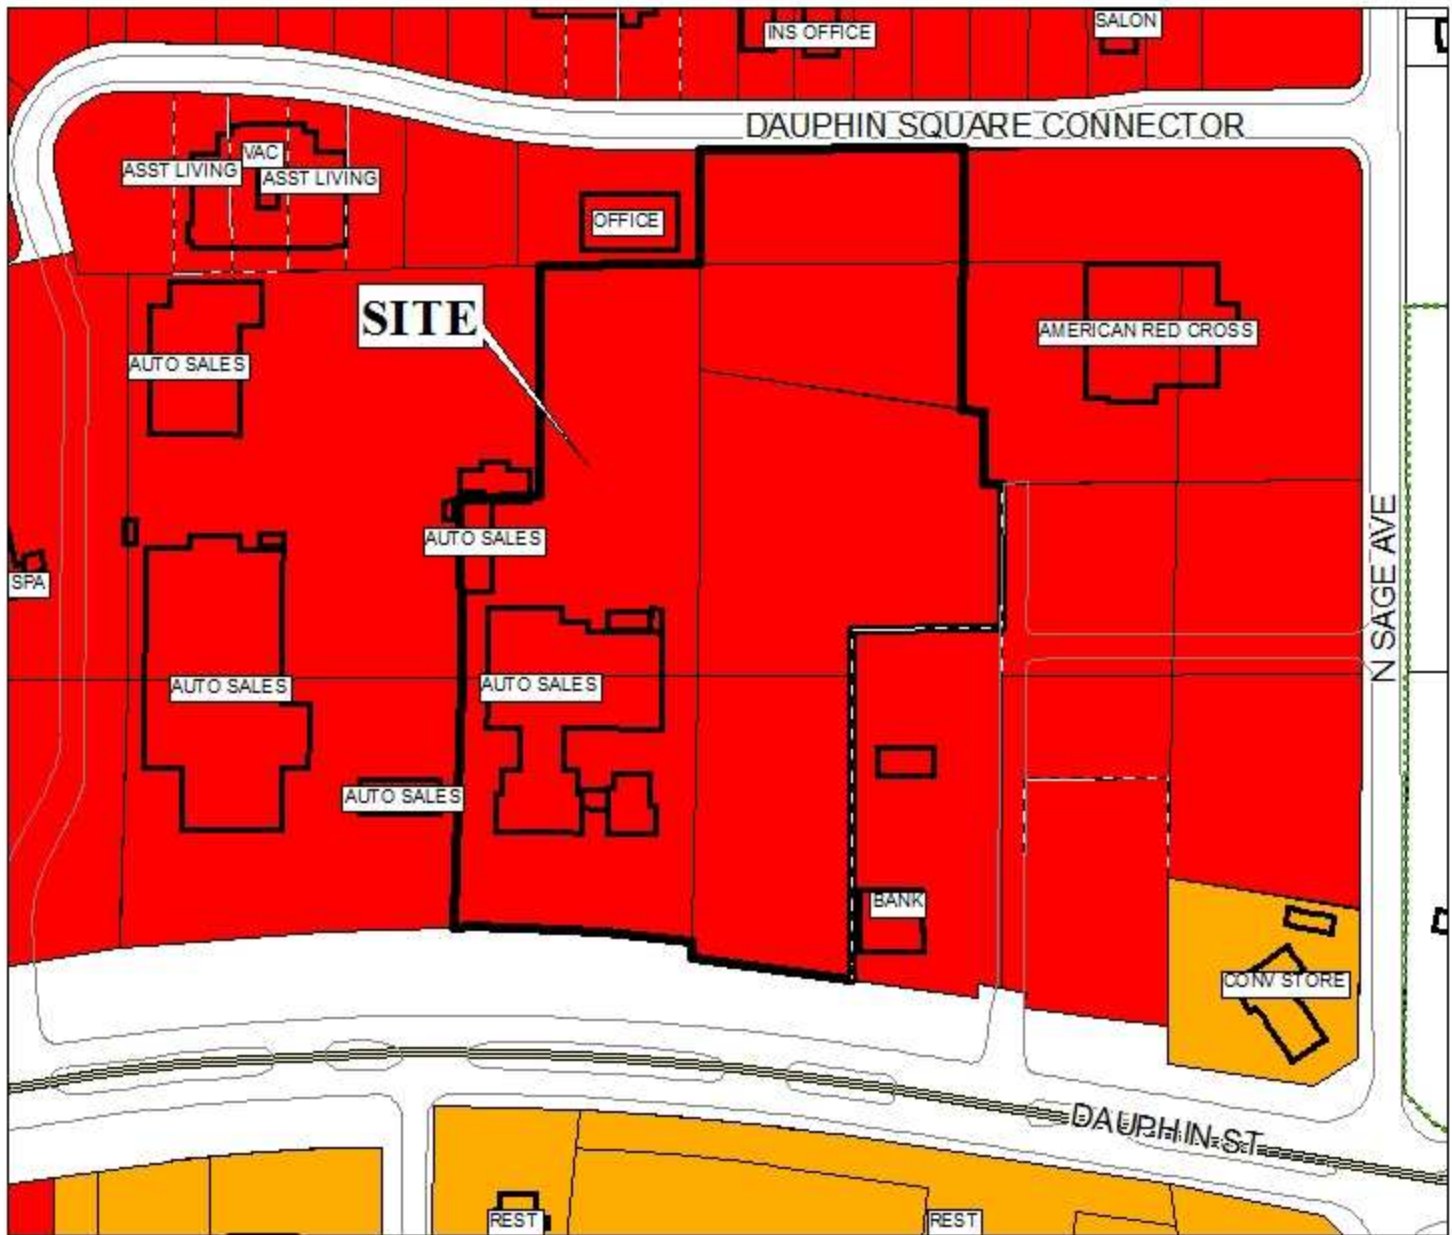 SALON
INS OFFICE
DAUPHIN SQUARE CONNECTOR
VAC
ASST LIVING
ASST LIVING
OFFICE
SITE
AMERICAN RED CROSS
AUTO SALES
AUTO SALES
SPA
N SAGE AVE
AUTO SALES
AUTO SALES
AUTO SALES
BANK
CONV STORE
DAUPHIN ST
REST
REST